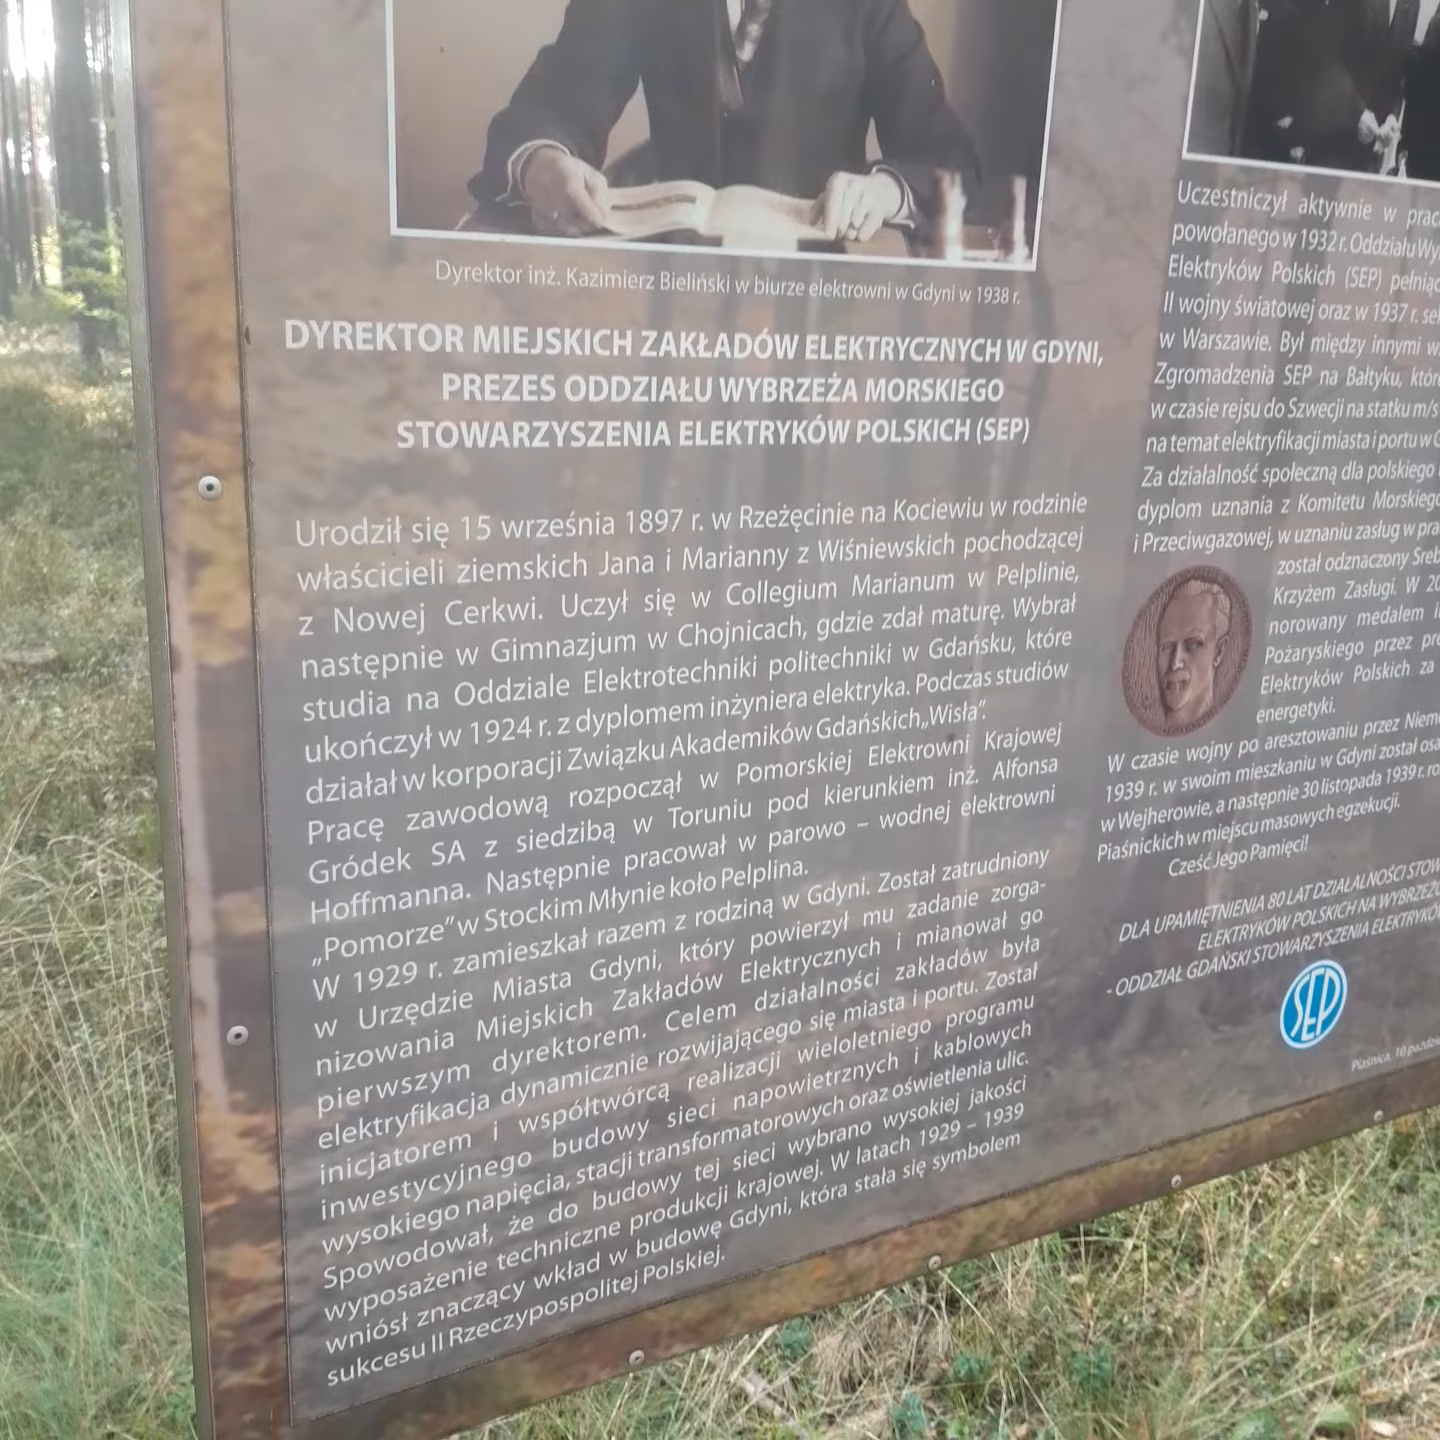 Dyrektor inż. Kazimierz Bieliński w biurze elektrowni w Gdyni w 1938 r.
DYREKTOR MIEJSKICH ZAKŁADÓW ELEKTRYCZNYCH W GDYNI,
PREZES ODDZIAŁU WYBRZEŻA MORSKIEGO
STOWARZYSZENIA ELEKTRYKÓW POLSKICH (SEP)
Urodził się 15 września 1897 r. w Rzeżęcinie na Kociewiu w rodzinie
właścicieli ziemskich Jana i Marianny z Wiśniewskich pochodzącej
z Nowej Cerkwi. Uczył się w Collegium Marianum w Pelplinie,
następnie w Gimnazjum w Chojnicach, gdzie zdał maturę. Wybrał
studia na Oddziale Elektrotechniki politechniki w Gdańsku, które
ukończył w 1924 r. z dyplomem inżyniera elektryka. Podczas studiów
działał w korporacji Związku Akademików Gdańskich „Wisła”.
Pracę zawodową rozpoczął w Pomorskiej Elektrowni Krajowej
Gródek SA z siedzibą w Toruniu pod kierunkiem inż. Alfonsa
Hoffmanna. Następnie pracował w parowo – wodnej elektrowni
„Pomorze” w Stockim Młynie koło Pelplina.
W 1929 r. zamieszkał razem z rodziną w Gdyni. Został zatrudniony
w Urzędzie Miasta Gdyni, który powierzył mu zadanie zorga-
nizowania Miejskich Zakładów Elektrycznych i mianował go
pierwszym dyrektorem. Celem działalności zakładów była
elektryfikacja dynamicznie rozwijającego się miasta i portu. Został
inicjatorem i współtwórcą realizacji wieloletniego programu
inwestycyjnego budowy sieci napowietrznych i kablowych
wysokiego napięcia, stacji transformatorowych oraz oświetlenia ulic.
Spowodował, że do budowy tej sieci wybrano wysokiej jakości
wyposażenie techniczne produkcji krajowej. W latach 1929 – 1939
wniósł znaczący wkład w budowę Gdyni, która stała się symbolem
sukcesu II Rzeczypospolitej Polskiej.
Uczestniczył aktywnie w
powołanego w 1932 r. Oddziału
Elektryków Polskich (SEP)
II wojny światowej oraz w 1937 r.
w Warszawie. Był między innymi
Zgromadzenia SEP na Bałtyku,
w czasie rejsu do Szwecji na statku m/s
na temat elektryfikacji miasta i portu w
Za działalność społeczną dla polskiego
dyplom uznania z Komitetu Morskiego
i Przeciwgazowej, w uznaniu zasług w
został odznaczony
Krzyżem Zasługi. W
norowany medalem
Pożaryskiego przez
Elektryków Polskich za
energetyki.
W czasie wojny po aresztowaniu przez
1939 r. w swoim mieszkaniu w Gdyni został
w Wejherowie, a następnie 30 listopada 1939 r.
Piaśnickich w miejscu masowych egzekucji.
Cześć Jego Pamięci!
DLA UPAMIĘTNIENIA 80 LAT DZIAŁALNOŚCI
ELEKTRYKÓW POLSKICH NA
- ODDZIAŁ GDAŃSKI STOWARZYSZENIA
SEP
Piaśnica, 10